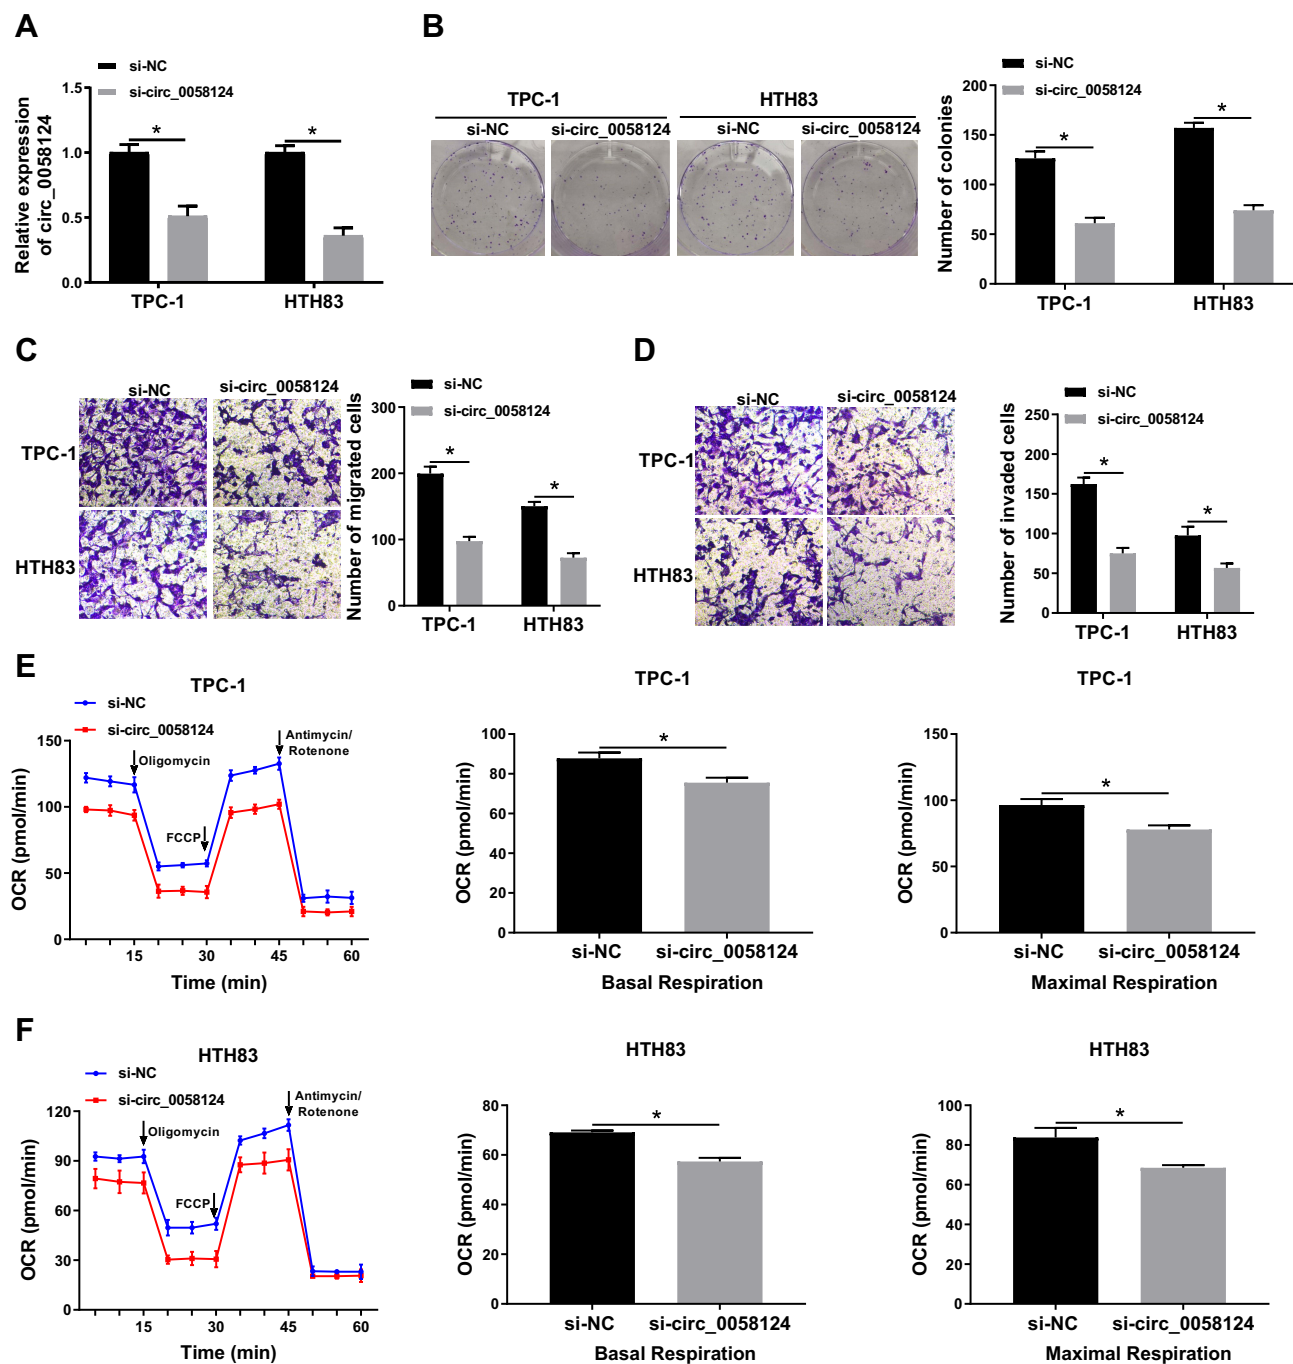 A
si-NC
si-circ_0058124
Relative expression
of circ_0058124
1.5
1.0
0.5
0.0
*
*
TPC-1
HTH83
B
TPC-1
HTH83
si-NC
si-circ_0058124
si-NC
si-circ_0058124
si-NC
si-circ_0058124
Number of colonies
200
150
100
50
0
*
*
TPC-1
HTH83
C
si-NC
si-circ_0058124
TPC-1
HTH83
si-NC
si-circ_0058124
Number of migrated cells
300
200
100
0
*
*
TPC-1
HTH83
D
si-NC
si-circ_0058124
TPC-1
HTH83
si-NC
si-circ_0058124
Number of invaded cells
250
200
150
100
50
0
*
*
TPC-1
HTH83
E
TPC-1
si-NC
si-circ_0058124
OCR (pmol/min)
150
100
50
0
Oligomycin
FCCP
Antimycin/
Rotenone
15
30
45
60
Time (min)
TPC-1
OCR (pmol/min)
100
80
60
40
20
0
*
si-NC
si-circ_0058124
Basal Respiration
TPC-1
OCR (pmol/min)
150
100
50
0
*
si-NC
si-circ_0058124
Maximal Respiration
F
HTH83
si-NC
si-circ_0058124
OCR (pmol/min)
120
90
60
30
0
Oligomycin
FCCP
Antimycin/
Rotenone
15
30
45
60
Time (min)
HTH83
OCR (pmol/min)
80
60
40
20
0
*
si-NC
si-circ_0058124
Basal Respiration
HTH83
OCR (pmol/min)
100
80
60
40
20
0
*
si-NC
si-circ_0058124
Maximal Respiration